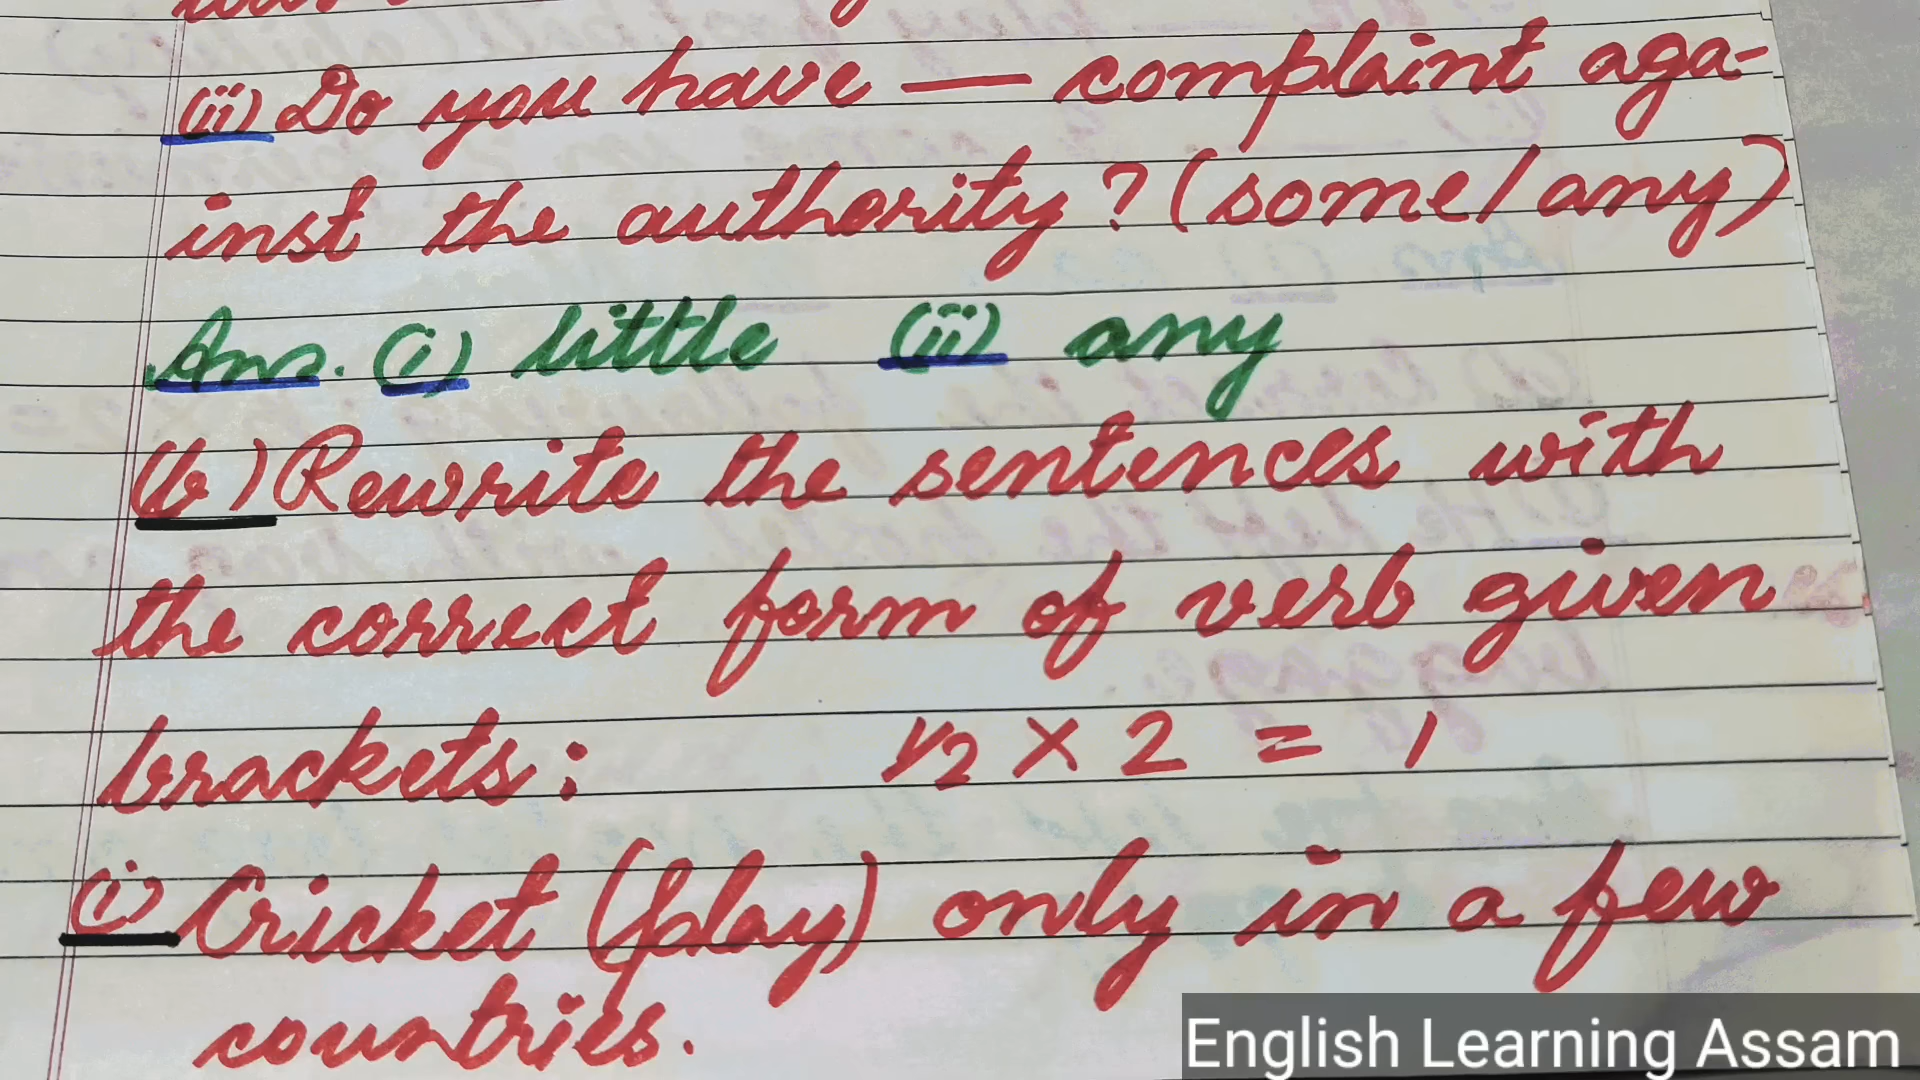 (ii) Do you have — complaint aga-
inst the authority? (some/any)
Ans. (i) little (ii) any
(b) Rewrite the sentences with
the correct form of verb given
brackets: 1/2 × 2 = 1
(i) Cricket (play) only in a few
countries.
English Learning Assam